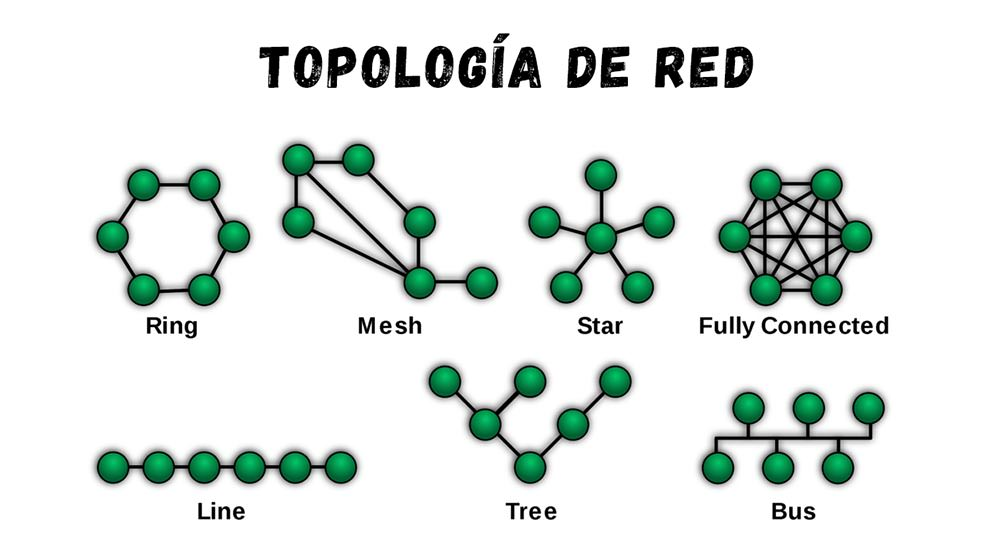 TOPOLOGÍA DE RED
Ring
Mesh
Star
Fully Connected
Line
Tree
Bus